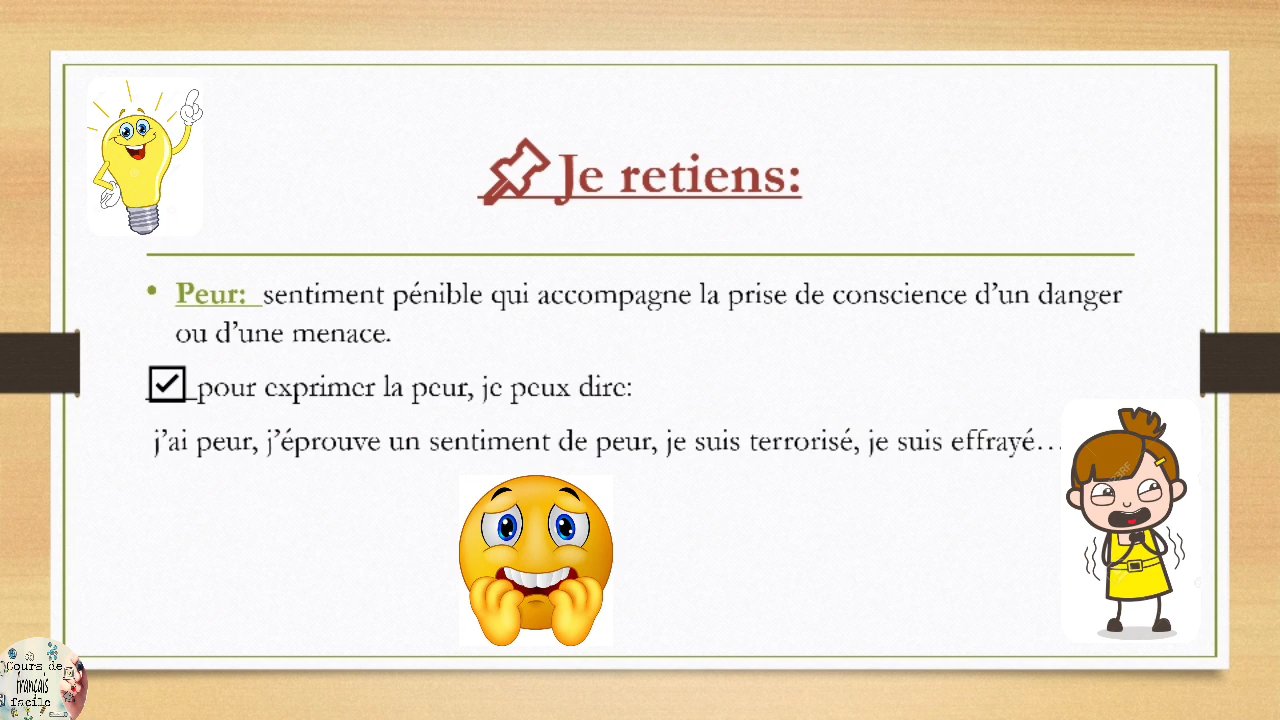 Je retiens:
• Peur: sentiment pénible qui accompagne la prise de conscience d’un danger
ou d’une menace.
pour exprimer la peur, je peux dire:
j’ai peur, j’éprouve un sentiment de peur, je suis terrorisé, je suis effrayé…
Cours de
français
facile